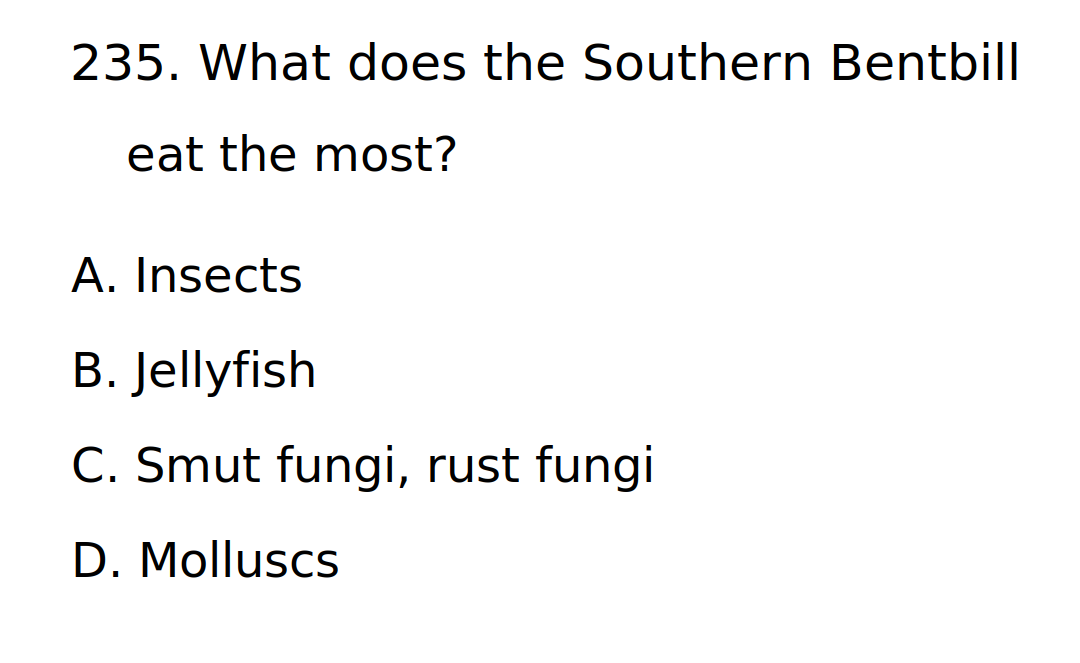 235. What does the Southern Bentbill
eat the most?
A. Insects
B. Jellyfish
C. Smut fungi, rust fungi
D. Molluscs